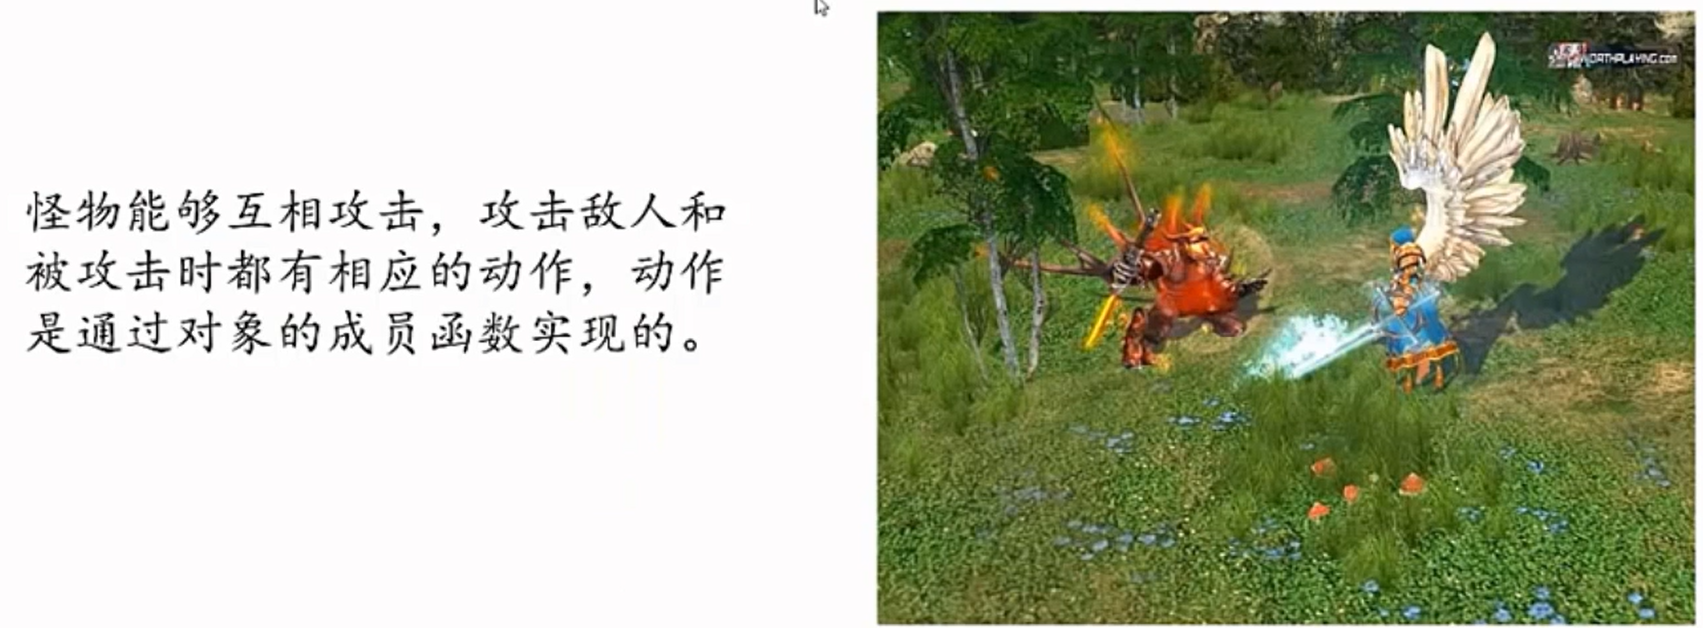 怪物能够互相攻击，攻击敌人和
被攻击时都有相应的动作，动作
是通过对象的成员函数实现的。
ORTHPLAYING.com